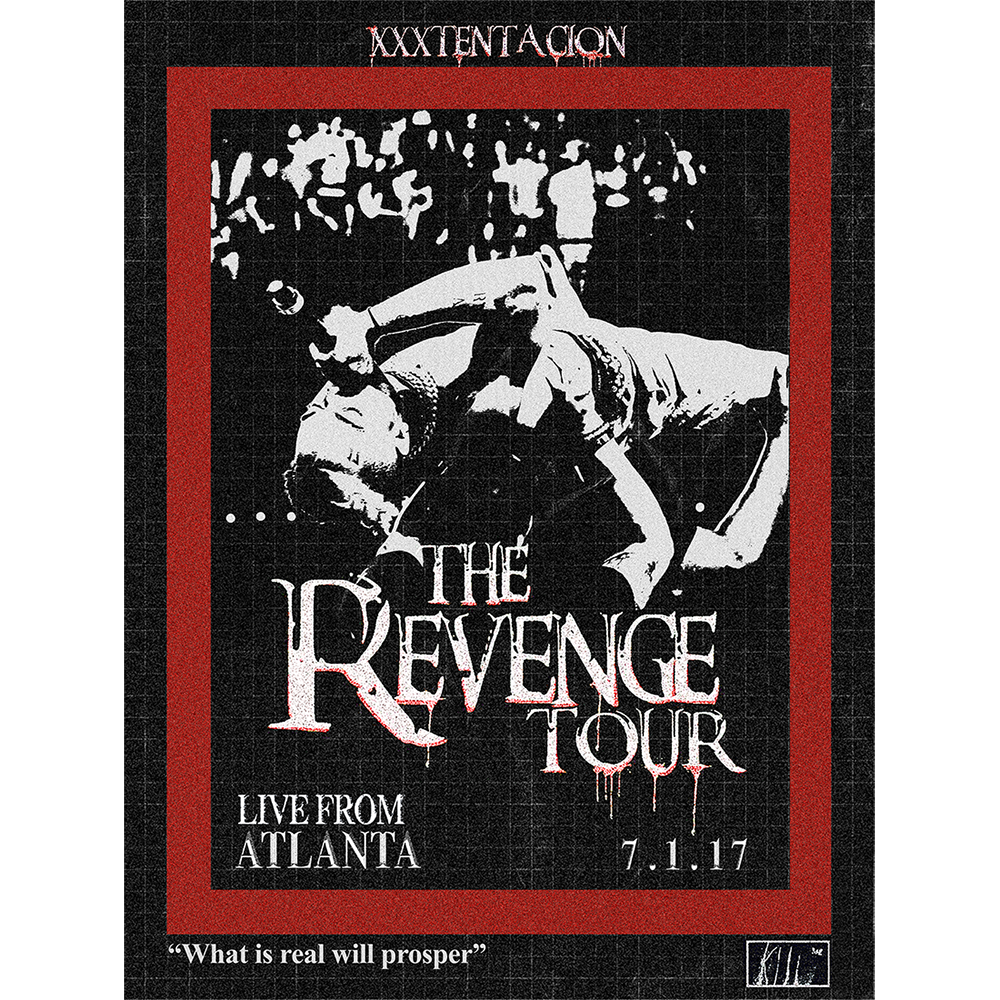 XXXTENTACION
THE
REVENGE
TOUR
LIVE FROM
ATLANTA
7.1.17
“What is real will prosper”